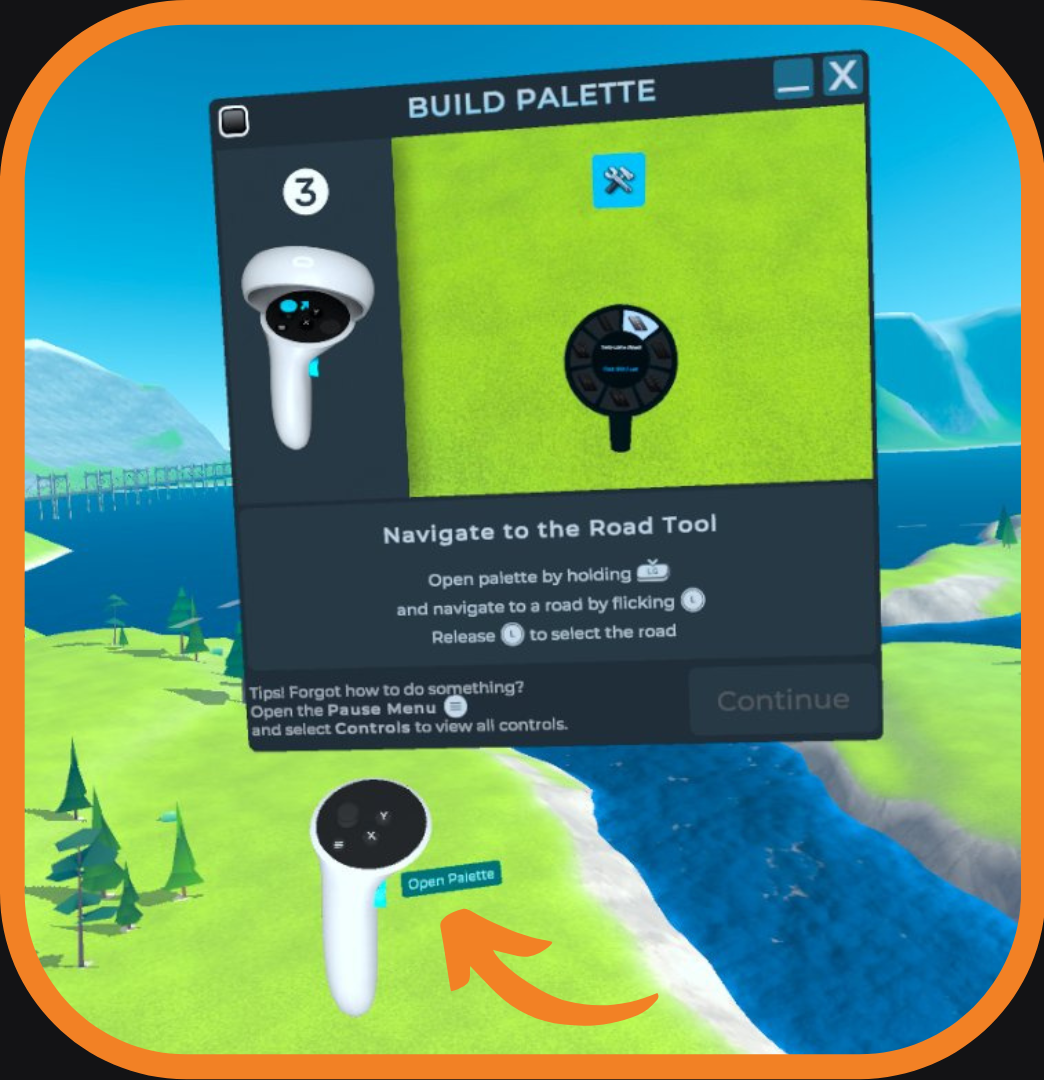 BUILD PALETTE
X
3
Y
X
Navigate to the Road Tool
Open palette by holding LG
and navigate to a road by flicking L
Release L to select the road
Tips! Forgot how to do something?
Open the Pause Menu
and select Controls to view all controls.
Continue
Y
X
Open Palette